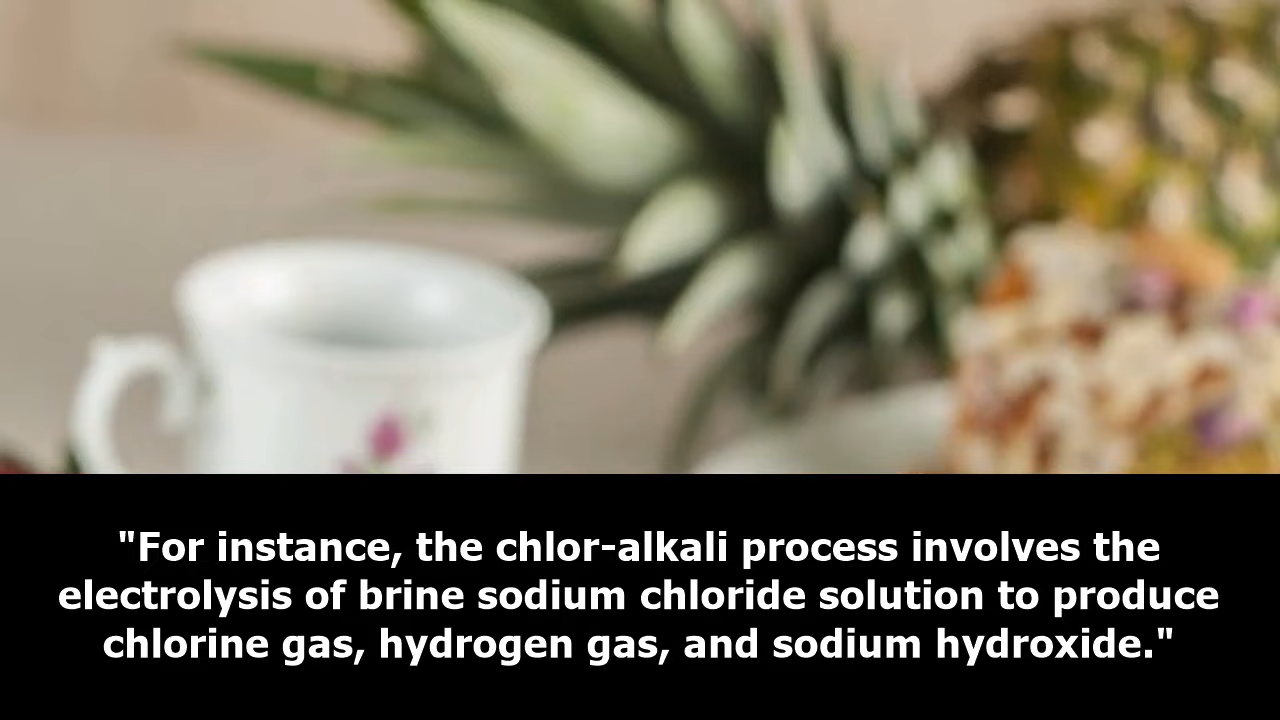 "For instance, the chlor-alkali process involves the
electrolysis of brine sodium chloride solution to produce
chlorine gas, hydrogen gas, and sodium hydroxide."